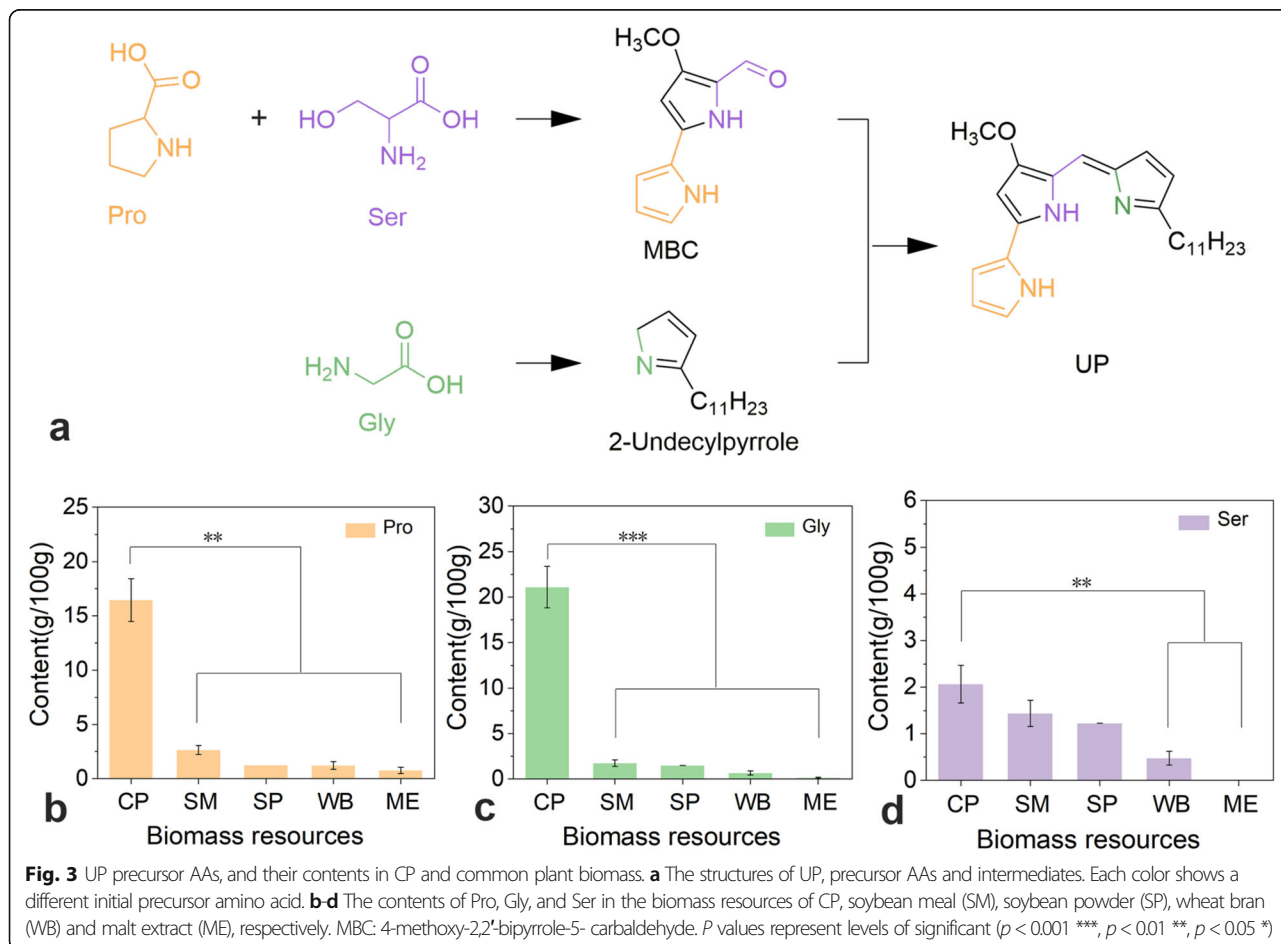 HO
O
NH
Pro
+
HO
O
OH
NH2
Ser
H3CO
O
NH
NH
MBC
H2N
O
OH
Gly
N
C11H23
2-Undecylpyrrole
H3CO
NH
N
C11H23
NH
UP
a
25
20
15
10
5
0
Content(g/100g)
Pro
**
CP SM SP WB ME
Biomass resources
b
30
25
20
15
10
5
0
Content(g/100g)
Gly
***
CP SM SP WB ME
Biomass resources
c
6
5
4
3
2
1
0
Content(g/100g)
Ser
**
CP SM SP WB ME
Biomass resources
d
Fig. 3 UP precursor AAs, and their contents in CP and common plant biomass. a The structures of UP, precursor AAs and intermediates. Each color shows a
different initial precursor amino acid. b-d The contents of Pro, Gly, and Ser in the biomass resources of CP, soybean meal (SM), soybean powder (SP), wheat bran
(WB) and malt extract (ME), respectively. MBC: 4-methoxy-2,2′-bipyrrole-5- carbaldehyde. P values represent levels of significant (p < 0.001 ***, p < 0.01 **, p < 0.05 *)